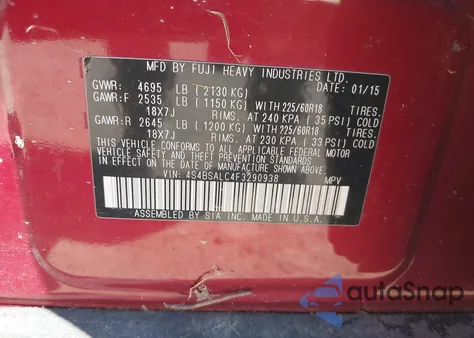 MFD BY FUJI HEAVY INDUSTRIES LTD.
GVWR: 4695 LB (2130 KG) DATE 01/15
GAWR:F 2535 LB (1150 KG) WITH 225/60R18 TIRES.
18X7J RIMS. AT 240 KPA (35 PSI) COLD
GAWR:R 2645 LB (1200 KG) WITH 225/60R18 TIRES.
18X7J RIMS. AT 230 KPA (33 PSI) COLD
THIS VEHICLE CONFORMS TO ALL APPLICABLE FEDERAL MOTOR
VEHICLE SAFETY AND THEFT PREVENTION STANDARDS IN
EFFECT ON THE DATE OF MANUFACTURE SHOWN ABOVE.
VIN: 4S4BSALC4F3290938 MPV
ASSEMBLED BY SIA INC. MADE IN U.S.A.
autoSnap